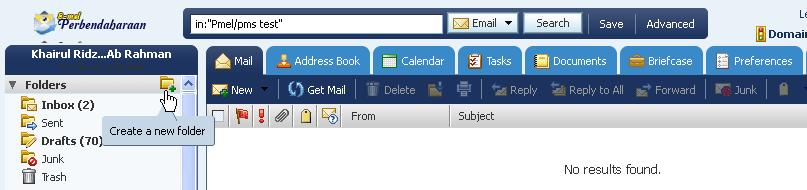 E-mel
Perbendaharaan
in:"Pmel/pms test"
Email
Search
Save
Advanced
Le
Domain
Khairul Ridz...Ab Rahman
Mail
Address Book
Calendar
Tasks
Documents
Briefcase
Preferences
Folders
New
Get Mail
Delete
Reply
Reply to All
Forward
Junk
Inbox (2)
Sent
Drafts (70)
Junk
Trash
Create a new folder
From
Subject
No results found.